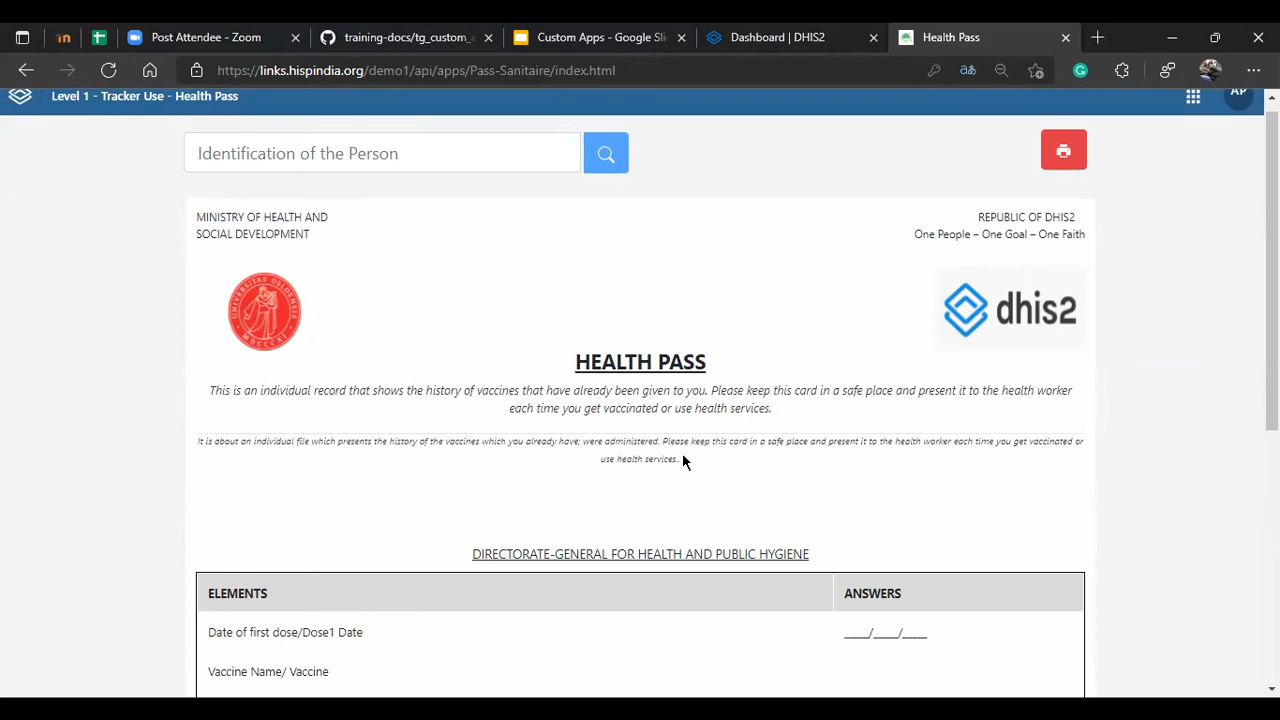 Post Attendee - Zoom
training-docs/tg_custom_a
Custom Apps - Google Sli
Dashboard | DHIS2
Health Pass
https://links.hispindia.org/demo1/api/apps/Pass-Sanitaire/index.html
Level 1 - Tracker Use - Health Pass
AP
Identification of the Person
MINISTRY OF HEALTH AND
SOCIAL DEVELOPMENT
REPUBLIC OF DHIS2
One People – One Goal – One Faith
UNIVERSITAS OSLOENSIS
MDCCCXI
dhis2
HEALTH PASS
This is an individual record that shows the history of vaccines that have already been given to you. Please keep this card in a safe place and present it to the health worker
each time you get vaccinated or use health services.
It is about an individual file which presents the history of the vaccines which you already have; were administered. Please keep this card in a safe place and present it to the health worker each time you get vaccinated or
use health services..
DIRECTORATE-GENERAL FOR HEALTH AND PUBLIC HYGIENE
ELEMENTS
ANSWERS
Date of first dose/Dose1 Date
____/____/____
Vaccine Name/ Vaccine